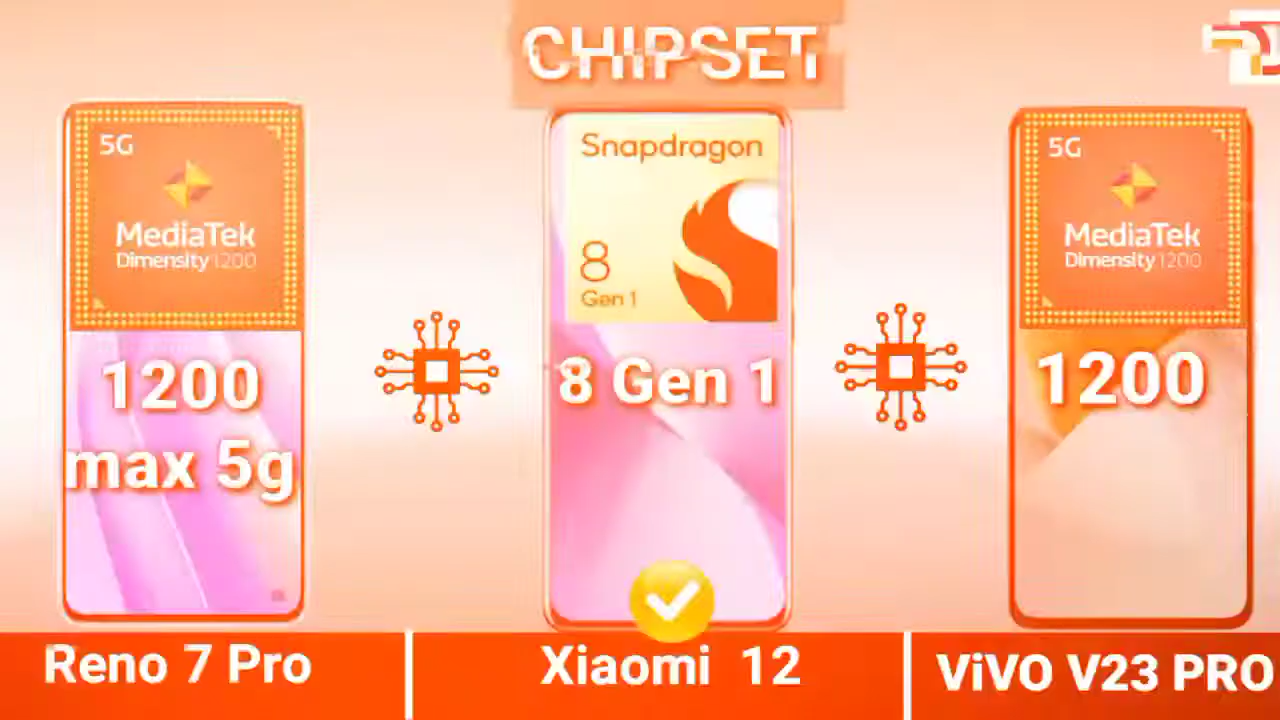 CHIPSET
5G
MediaTek
Dimensity 1200
1200
max 5g
Reno 7 Pro
Snapdragon
8
Gen 1
8 Gen 1
Xiaomi 12
5G
MediaTek
Dimensity 1200
1200
ViVO V23 PRO